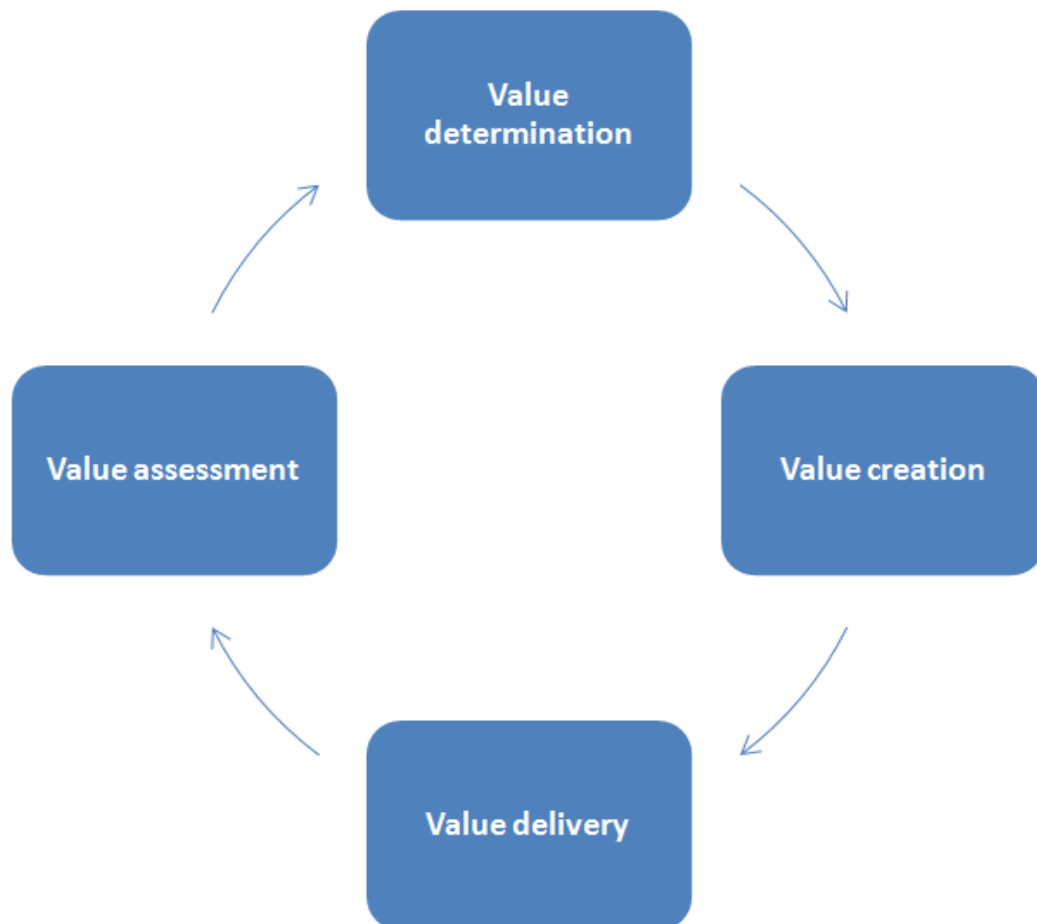 Value
determination
Value assessment
Value creation
Value delivery